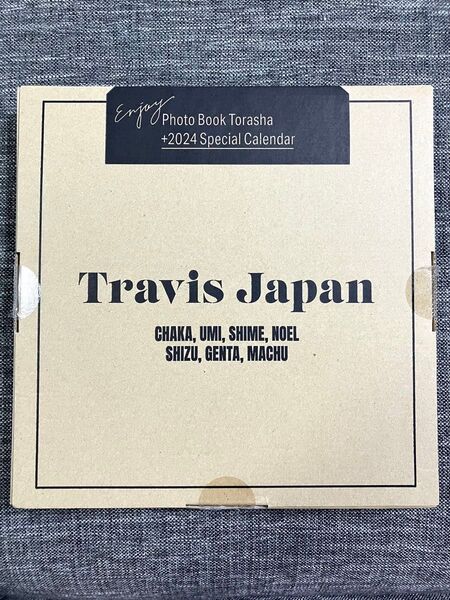 Enjoy
Photo Book Torasha
+2024 Special Calendar
Travis Japan
CHAKA, UMI, SHIME, NOEL
SHIZU, GENTA, MACHU